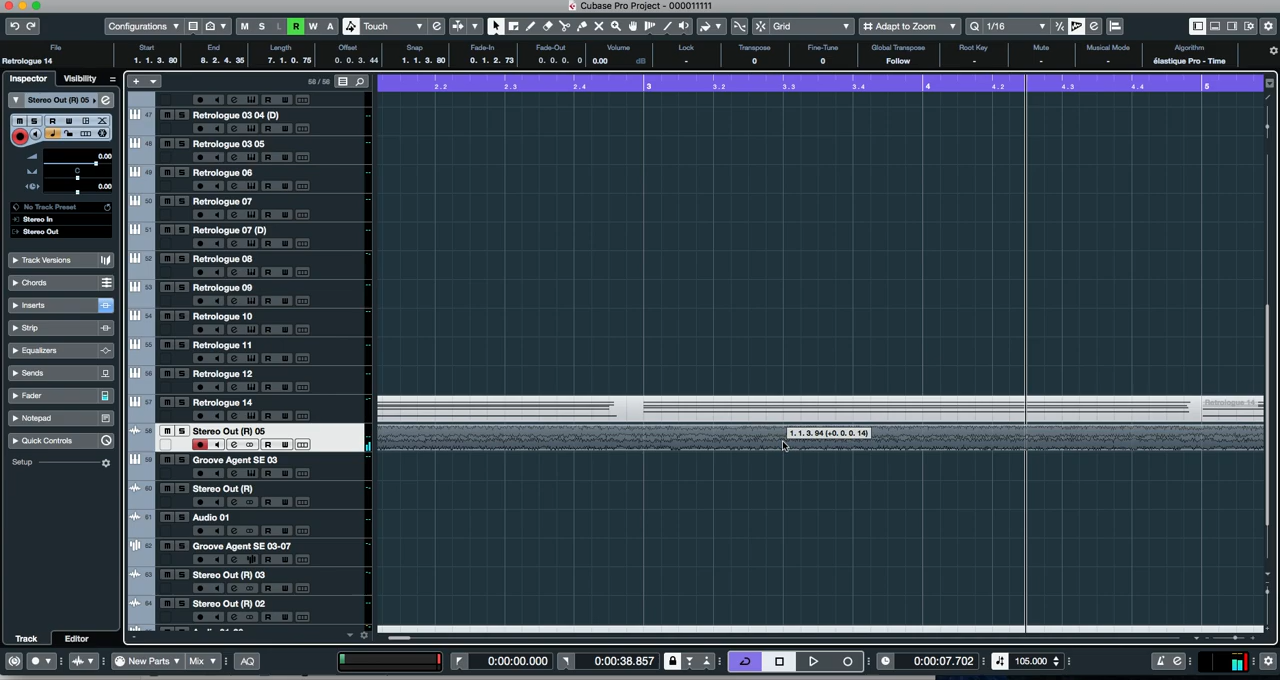 Cubase Pro Project - 000011111
Configurations
M S L R W A
Touch
Grid
Adapt to Zoom
Q 1/16
File Start End Length Offset Snap Fade-In Fade-Out Volume Lock Transpose Fine-Tune Global Transpose Root Key Mute Musical Mode Algorithm
Retrologue 14 1. 1. 3. 80 8. 2. 4. 35 7. 1. 0. 75 0. 0. 3. 44 1. 1. 3. 80 0. 1. 2. 73 0. 0. 0. 0 0.00 dB - 0 0 Follow - - - élastique Pro - Time
Inspector Visibility
58 / 58
2.2 2.3 2.4 3 3.2 3.3 3.4 4 4.2 4.3 4.4 5
Stereo Out (R) 05
M S R W
0.00
C
0.00
No Track Preset
Stereo In
Stereo Out
Track Versions
Chords
Inserts
Strip
Equalizers
Sends
Fader
Notepad
Quick Controls
Setup
47 Retrologue 03 04 (D)
48 Retrologue 03 05
49 Retrologue 06
50 Retrologue 07
51 Retrologue 07 (D)
52 Retrologue 08
53 Retrologue 09
54 Retrologue 10
55 Retrologue 11
56 Retrologue 12
57 Retrologue 14
Retrologue 14
58 Stereo Out (R) 05
1. 1. 3. 94 (+0. 0. 0. 14)
59 Groove Agent SE 03
60 Stereo Out (R)
61 Audio 01
62 Groove Agent SE 03-07
63 Stereo Out (R) 03
64 Stereo Out (R) 02
Track Editor
New Parts Mix AQ
0:00:00.000
0:00:38.857
0:00:07.702
105.000